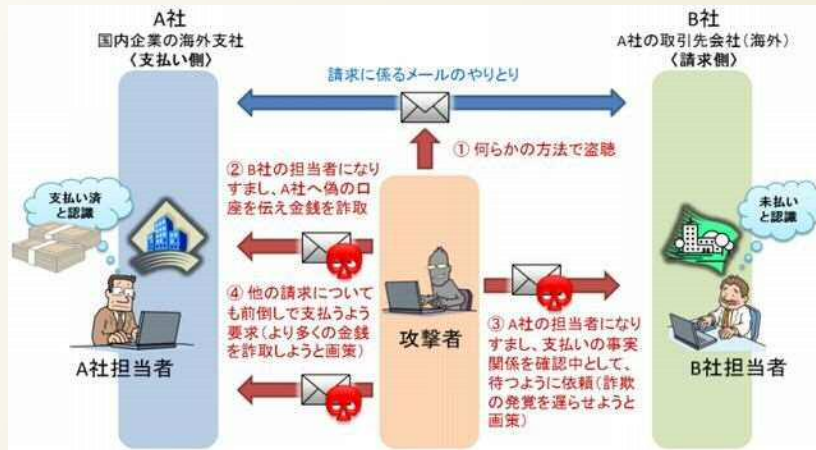 A社
国内企業の海外支社
〈支払い側〉
B社
A社の取引先会社(海外)
〈請求側〉
請求に係るメールのやりとり
① 何らかの方法で盗聴
② B社の担当者になり
すまし、A社へ偽の口
座を伝え金銭を詐取
支払い済
と認識
未払い
と認識
④ 他の請求についても
も前倒しで支払うよう
要求(より多くの金銭
を詐取しようと画策)
攻撃者
③ A社の担当者になり
すまし、支払いの事実
関係を確認中として、
待つように依頼(詐欺
の発覚を遅らせようと
画策)
A社担当者
B社担当者